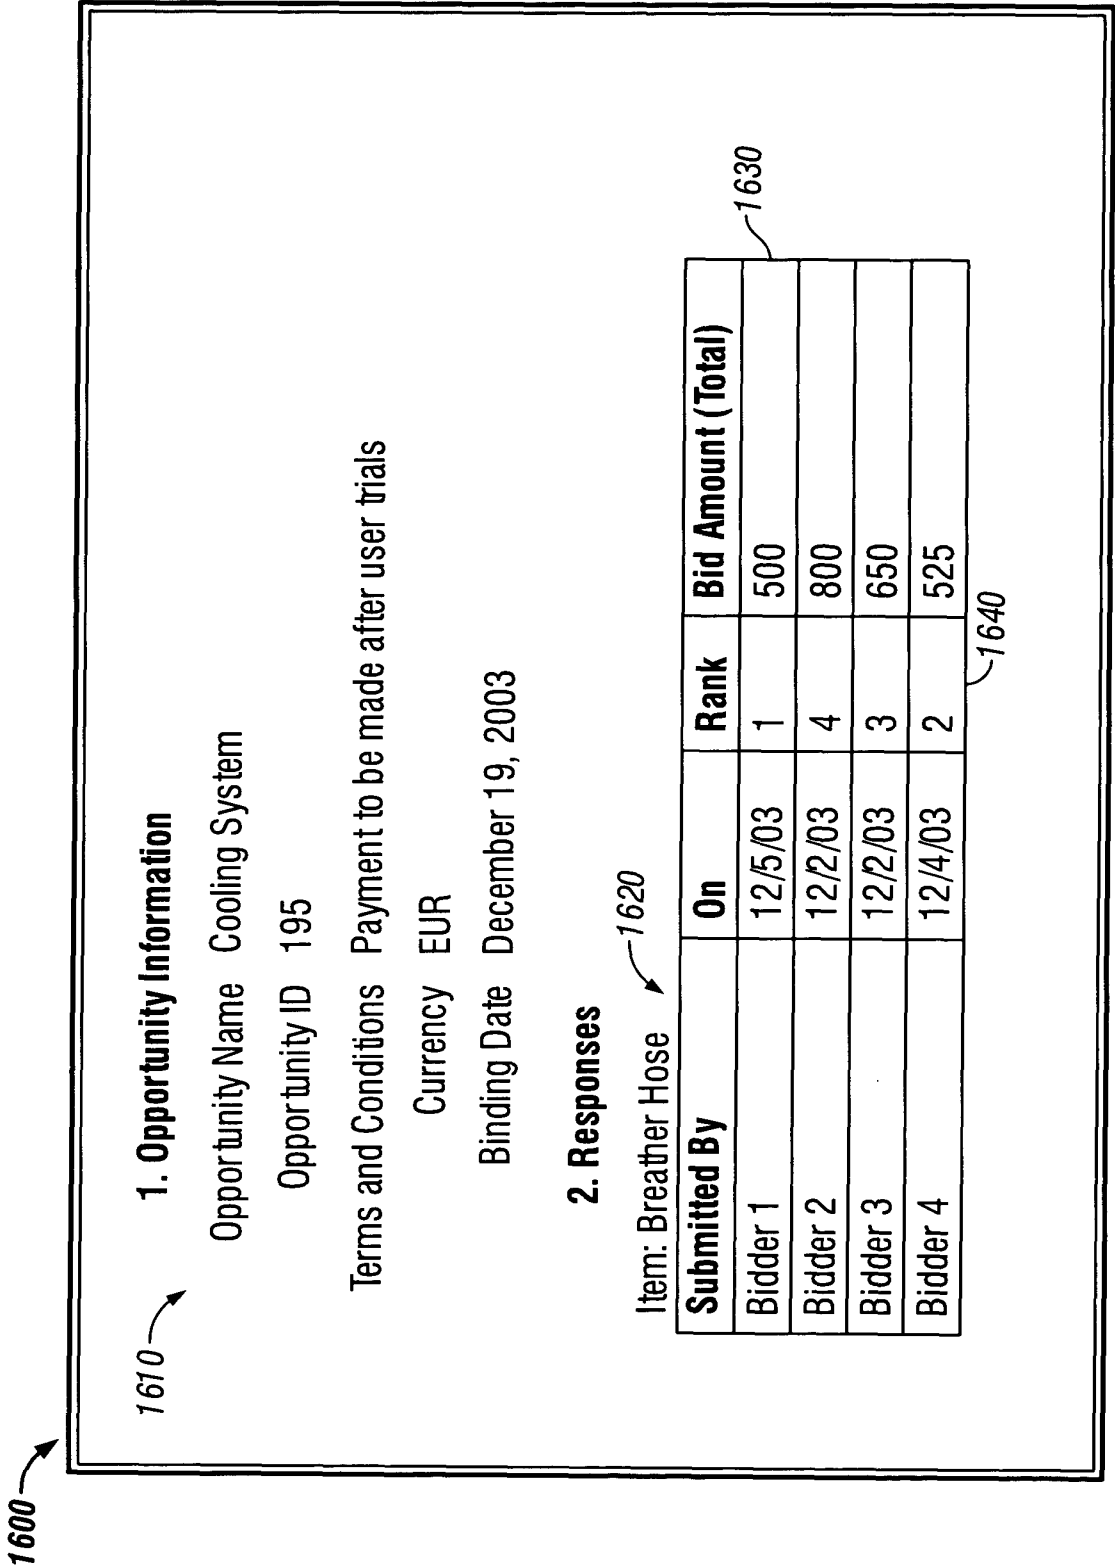 1600
1610
1. Opportunity Information
Opportunity Name Cooling System
Opportunity ID 195
Terms and Conditions Payment to be made after user trials
Currency EUR
Binding Date December 19, 2003
2. Responses
Item: Breather Hose 1620
Submitted By On Rank Bid Amount (Total)
Bidder 1 12/5/03 1 500
1630
Bidder 2 12/2/03 4 800
Bidder 3 12/2/03 3 650
Bidder 4 12/4/03 2 525
1640